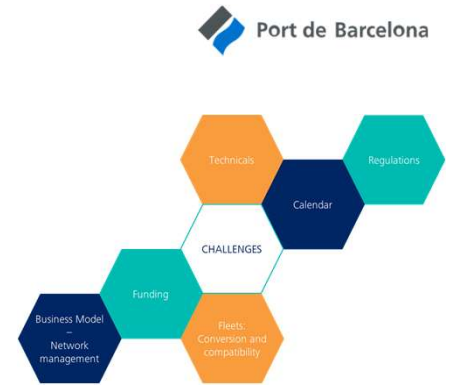 Port de Barcelona
Technicals
Regulations
Calendar
CHALLENGES
Funding
Business Model
–
Network
management
Fleets:
Conversion and
compatibility